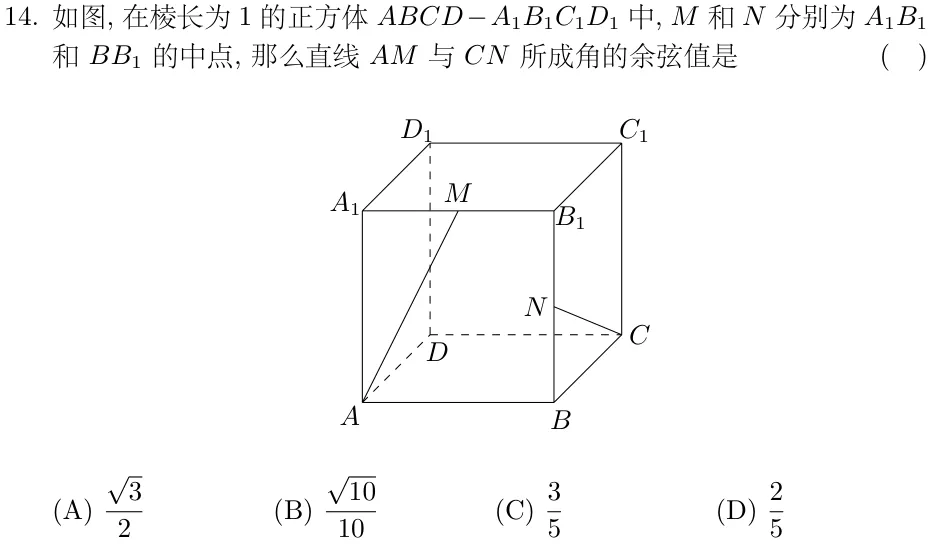 14. 如图, 在棱长为 1 的正方体 ABCD－A₁B₁C₁D₁ 中, M 和 N 分别为 A₁B₁
和 BB₁ 的中点, 那么直线 AM 与 CN 所成角的余弦值是 ( )
D₁ C₁
A₁ M B₁
N
D C
A B
(A) √3/2 (B) √10/10 (C) 3/5 (D) 2/5